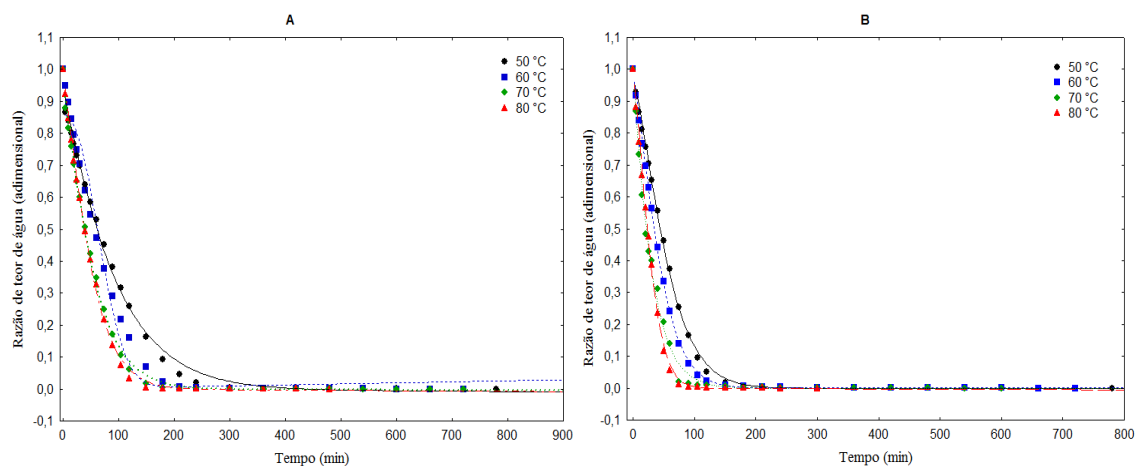 A
1,1
1,0
0,9
0,8
0,7
0,6
0,5
0,4
0,3
0,2
0,1
0,0
-0,1
Razão de teor de água (adimensional)
0 100 200 300 400 500 600 700 800 900
Tempo (min)
50 °C
60 °C
70 °C
80 °C
B
1,1
1,0
0,9
0,8
0,7
0,6
0,5
0,4
0,3
0,2
0,1
0,0
-0,1
Razão de teor de água (adimensional)
0 100 200 300 400 500 600 700 800
Tempo (min)
50 °C
60 °C
70 °C
80 °C